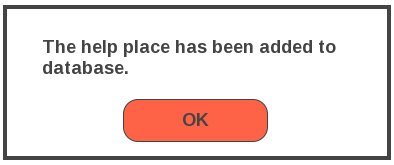 The help place has been added to
database.
OK